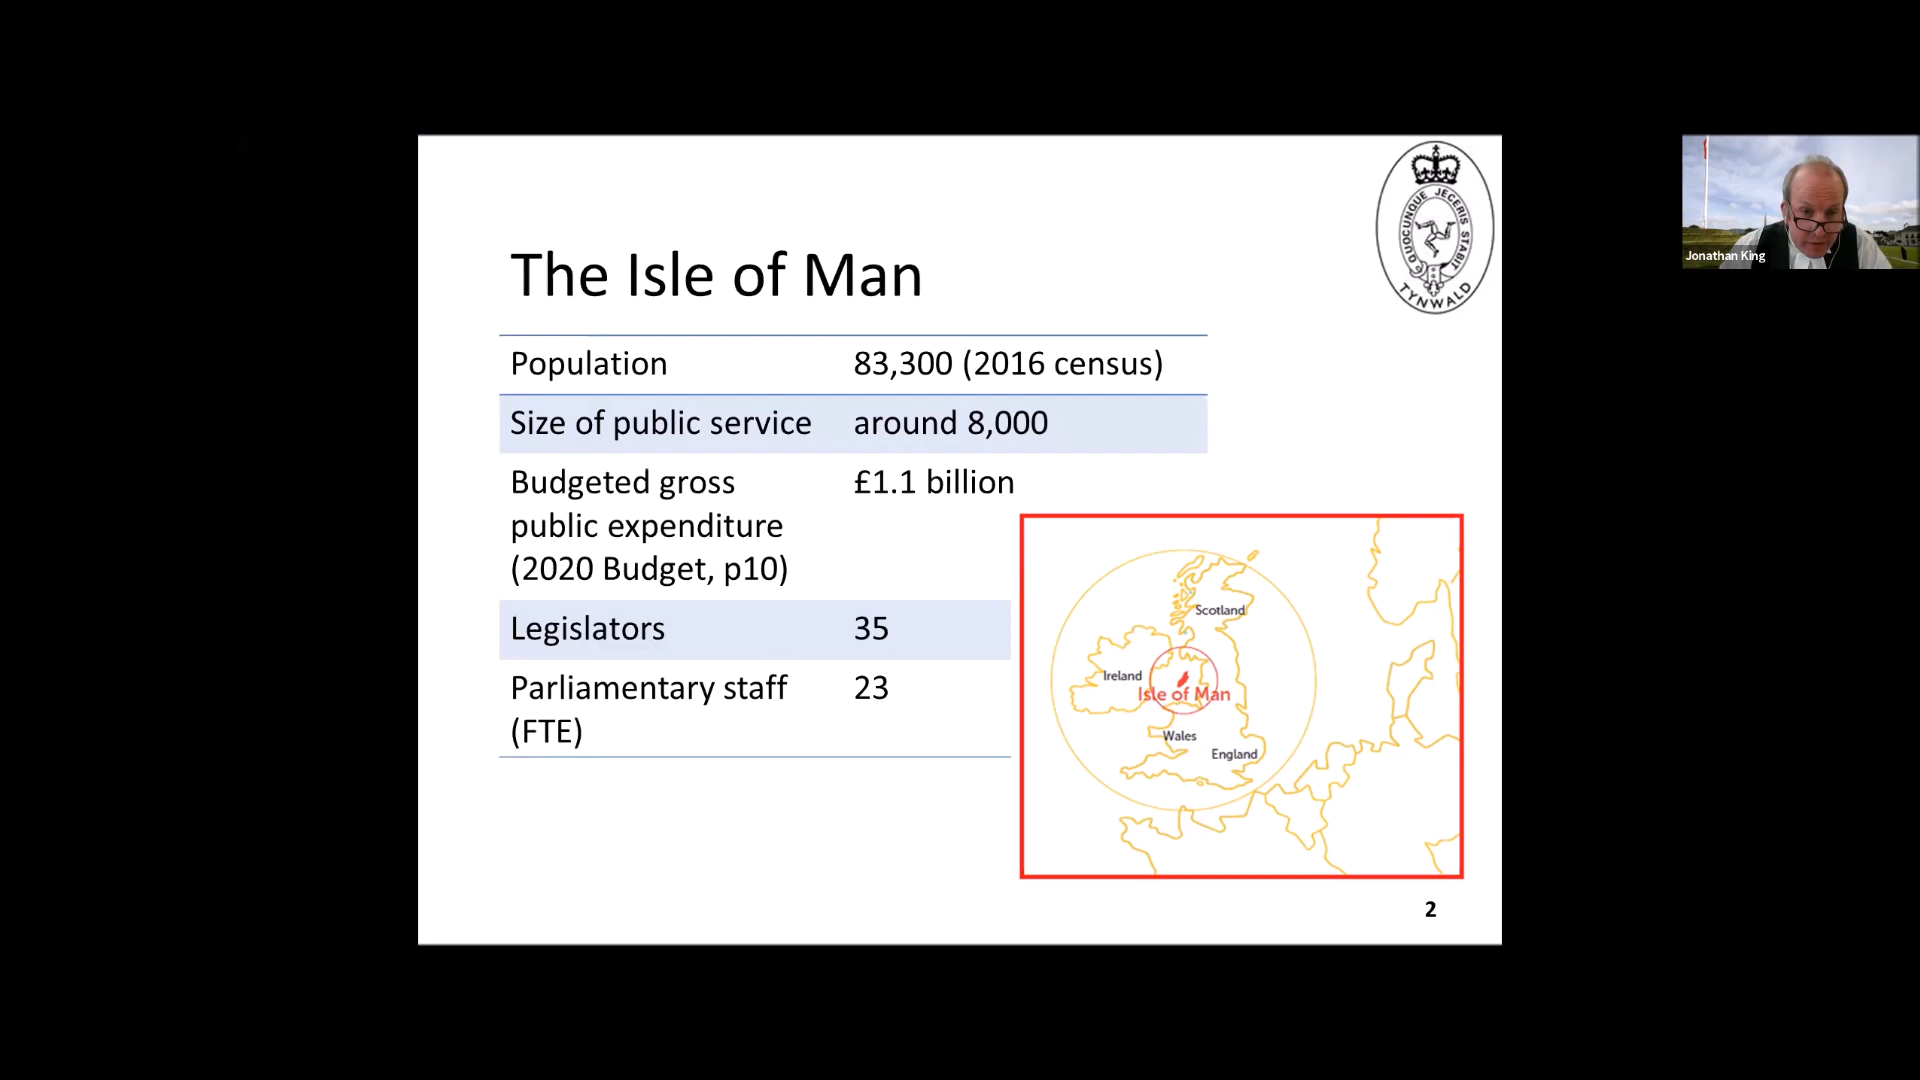 The Isle of Man
QUOCUNQUE JECERIS STABIT
TYNWALD
Population 83,300 (2016 census)
Size of public service around 8,000
Budgeted gross £1.1 billion
public expenditure
(2020 Budget, p10)
Legislators 35
Parliamentary staff 23
(FTE)
Scotland
Ireland
Isle of Man
Wales
England
2
Jonathan King